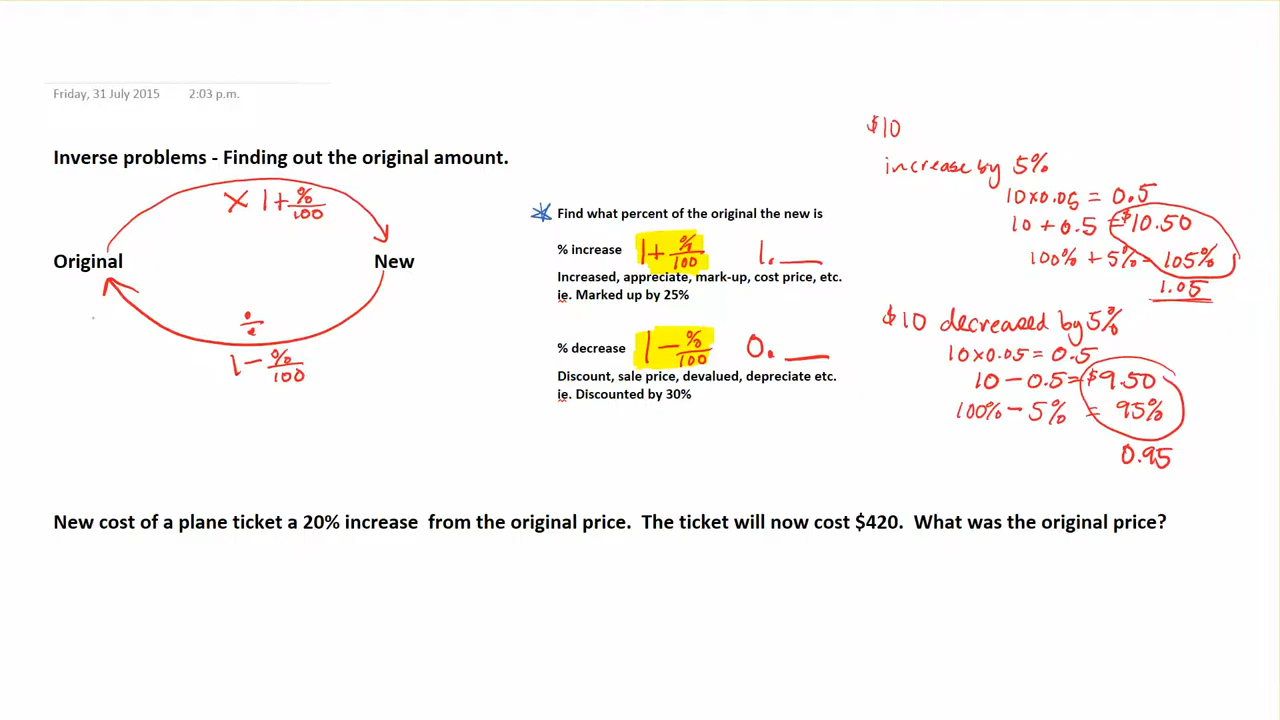 Friday, 31 July 2015 2:03 p.m.
Inverse problems - Finding out the original amount.
× 1 + %/100
Original New
÷
1 - %/100
Find what percent of the original the new is
% increase 1 + %/100 1.__
Increased, appreciate, mark-up, cost price, etc.
ie. Marked up by 25%
% decrease 1 - %/100 0.__
Discount, sale price, devalued, depreciate etc.
ie. Discounted by 30%
$10
increase by 5%
10 x 0.05 = 0.5
10 + 0.5 = $10.50
100% + 5% = 105%
1.05
$10 decreased by 5%
10 x 0.05 = 0.5
10 - 0.5 = $9.50
100% - 5% = 95%
0.95
New cost of a plane ticket a 20% increase from the original price. The ticket will now cost $420. What was the original price?